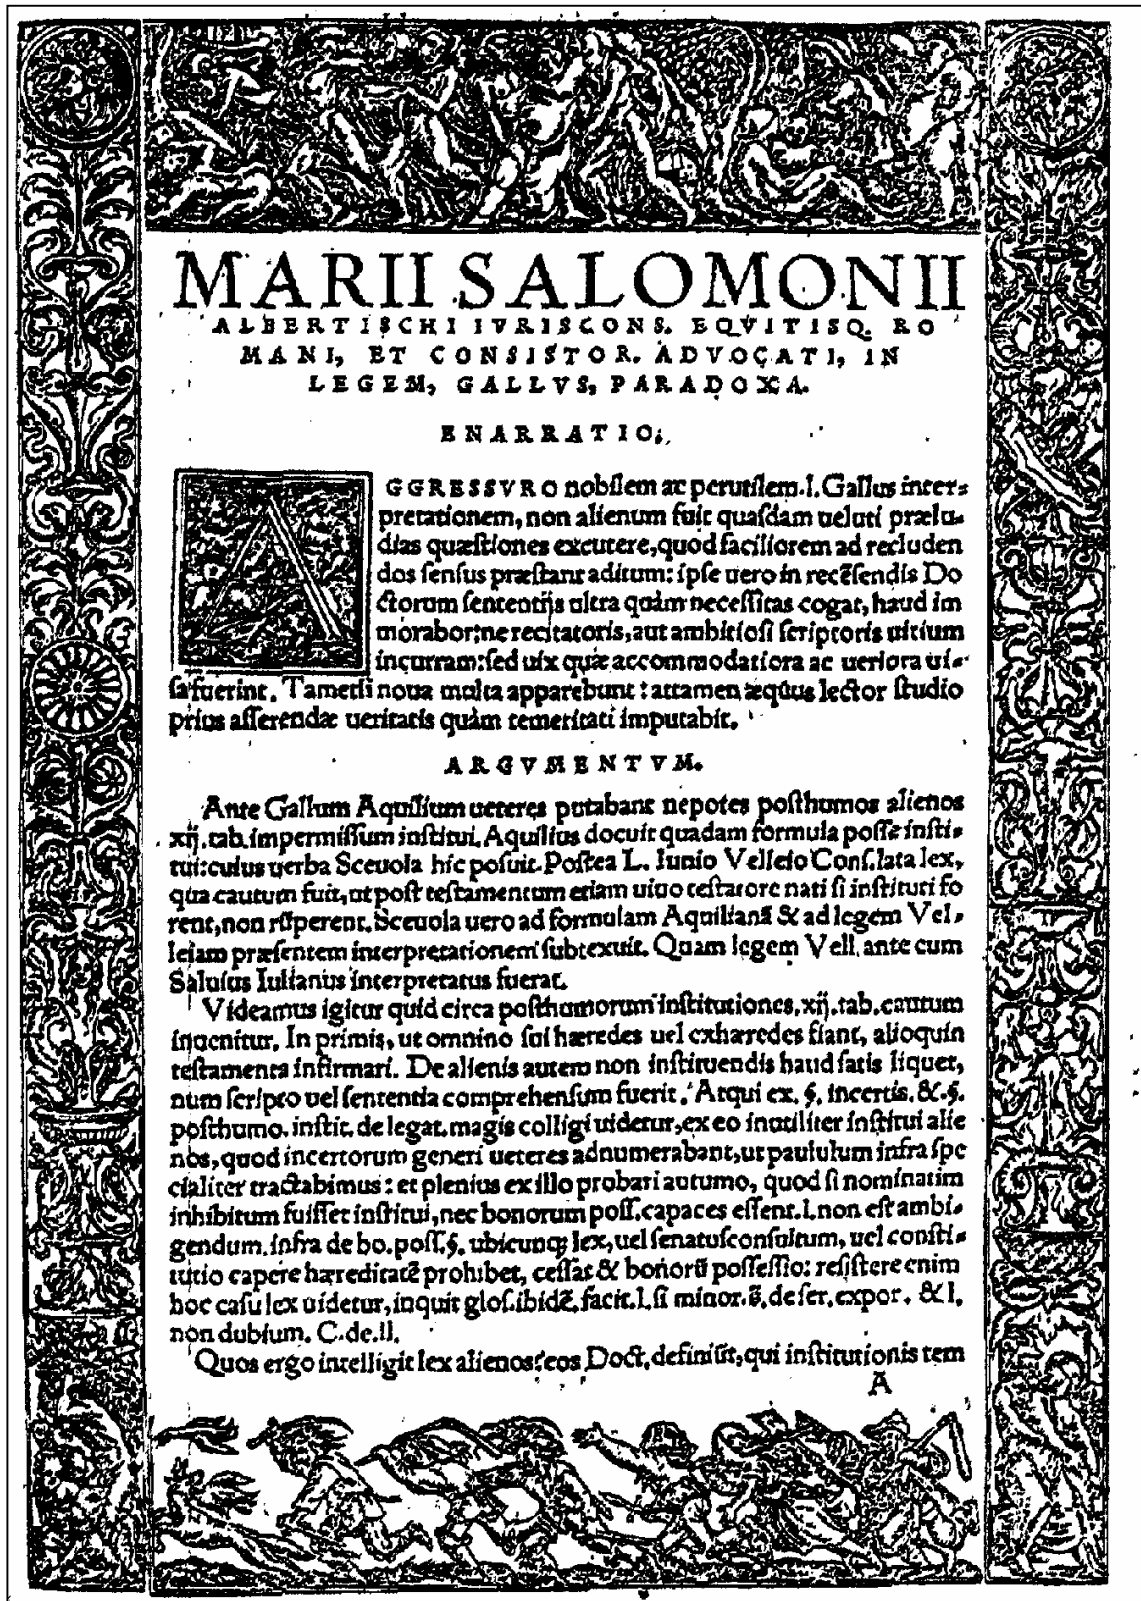 MARII SALOMONII
ALBERTISCHI IVRISCONS. EQVITISQ. RO
MANI, ET CONSISTOR. ADVOCATI, IN
LEGEM, GALLVS, PARADOXA.
ENARRATIO.
AGGRESSVRO nobilem ac perutilem.l.Gallus inter-
pretationem, non alienum fuit quasdam ueluti prælu-
dias quæstiones excutere, quod faciliorem ad recluden
dos sensus præstant aditum: ipse uero in recẽsendis Do
ctorum sententijs ultra quàm necessitas cogat, haud im
morabor: ne recitatoris, aut ambitiosi scriptoris uitium
incurram: sed uix quæ accommodatiora ac ueriora ui-
sa fuerint. Tametsi noua multa apparebunt: attamen æquus lector studio
prius asserendæ ueritatis quàm temeritati imputabit.
ARGVMENTVM.
Ante Gallum Aquilium ueteres putabant nepotes posthumos alienos
xij.tab.impermissum institui. Aquilius docuit quadam formula posse insti-
tui: cuius uerba Sceuola hic posuit. Postea L. Iunio Velleio Cons. lata lex,
qua cautum fuit, ut post testamentum etiam uiuo testatore nati si instituti fo
rent, non rũperent. Sceuola uero ad formulam Aquilianã & ad legem Vel-
leiam præsentem interpretationem subtexuit. Quam legem Vell. ante cum
Saluius Iulianus interpretatus fuerat.
Videamus igitur quid circa posthumorum institutiones. xij. tab. cautum
inuenitur. In primis, ut omnino sui hæredes uel exhæredes fiant, alioquin
testamenta infirmari. De alienis autem non instituendis haud satis liquet,
num scripto uel sententia comprehensum fuerit. Atqui ex. §. incertis. &. §.
posthumo. instit. de legat. magis colligi uidetur, ex eo inutiliter institui alie
nos, quod incertorum generi ueteres adnumerabant, ut paululum infra spe
cialiter tractabimus: et plenius ex illo probari autumo, quod si nominatim
inhibitum fuisset institui, nec bonorum poss. capaces essent. l. non est ambi-
gendum. infra de bo. poss. §. ubicunq; lex, uel senatusconsultum, uel consti-
tutio capere hæreditatẽ prohibet, cessat & bonorũ possessio: resistere enim
hoc casu lex uidetur, inquit glos. ibidẽ. facit. l. si minor. de ser. expor. & l.
non dubium. C. de. ll.
Quos ergo intelligit lex alienos? eos Doct. definiũt, qui institutionis tem
A